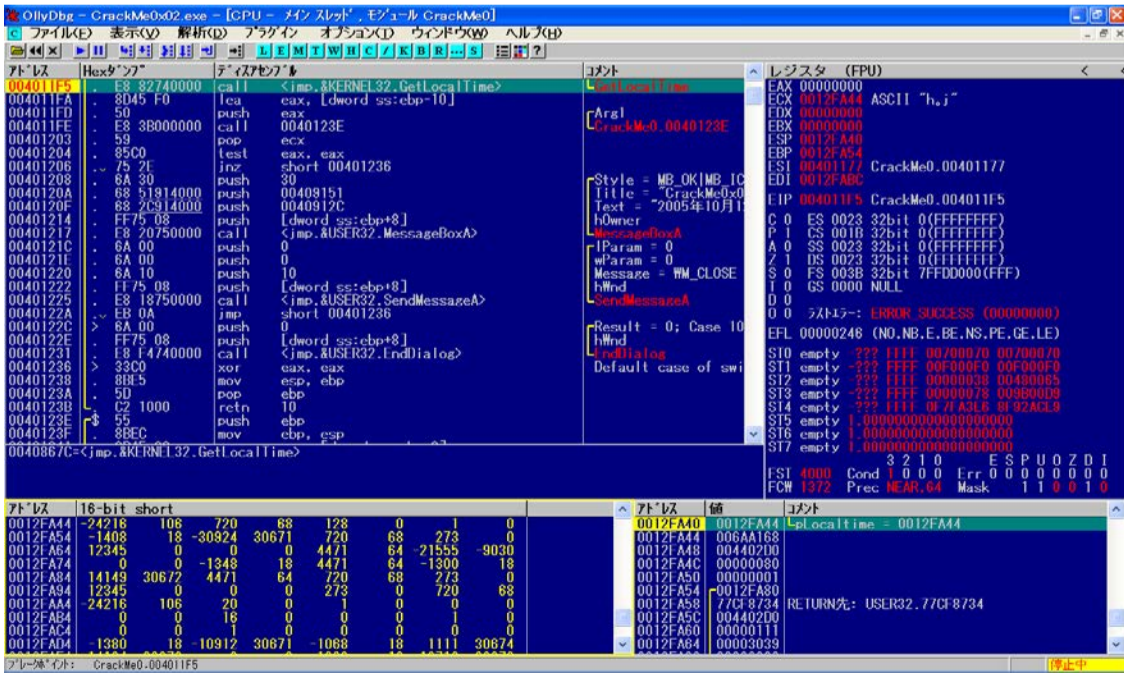 OllyDbg - CrackMe0x02.exe - [CPU - メイン スレッド, モジュール CrackMe0]
C ファイル(F) 表示(V) 解析(D) プラグイン オプション(T) ウィンドウ(W) ヘルプ(H)
L E M T W H C / K B R ... S ?
アドレス Hexダンプ ディスアセンブル コメント
004011F5 . E8 82740000 call <jmp.&KERNEL32.GetLocalTime> GetLocalTime
004011FA . 8D45 F0 lea eax, [dword ss:ebp-10]
004011FD . 50 push eax Arg1
004011FE . E8 3B000000 call 0040123E CrackMe0.0040123E
00401203 . 59 pop ecx
00401204 . 85C0 test eax, eax
00401206 .. 75 2E jnz short 00401236
00401208 . 6A 30 push 30 Style = MB_OK|MB_IC
0040120A . 68 51914000 push 00409151 Title = "CrackMe0x0
0040120F . 68 2C914000 push 0040912C Text = "2005年10月1
00401214 . FF75 08 push [dword ss:ebp+8] hOwner
00401217 . E8 20750000 call <jmp.&USER32.MessageBoxA> MessageBoxA
0040121C . 6A 00 push 0 lParam = 0
0040121E . 6A 00 push 0 wParam = 0
00401220 . 6A 10 push 10 Message = WM_CLOSE
00401222 . FF75 08 push [dword ss:ebp+8] hWnd
00401225 . E8 18750000 call <jmp.&USER32.SendMessageA> SendMessageA
0040122A .. EB 0A jmp short 00401236
0040122C > 6A 00 push 0 Result = 0; Case 10
0040122E . FF75 08 push [dword ss:ebp+8] hWnd
00401231 . E8 F4740000 call <jmp.&USER32.EndDialog> EndDialog
00401236 > 33C0 xor eax, eax Default case of swi
00401238 . 8BE5 mov esp, ebp
0040123A . 5D pop ebp
0040123B . C2 1000 retn 10
0040123E $ 55 push ebp
0040123F . 8BEC mov ebp, esp
0040867C=<jmp.&KERNEL32.GetLocalTime>
レジスタ (FPU) < <
EAX 00000000
ECX 0012FA44 ASCII "h.j"
EDX 00000000
EBX 00000000
ESP 0012FA40
EBP 0012FA54
ESI 00401177 CrackMe0.00401177
EDI 0012FABC
EIP 004011F5 CrackMe0.004011F5
C 0 ES 0023 32bit 0(FFFFFFFF)
P 1 CS 001B 32bit 0(FFFFFFFF)
A 0 SS 0023 32bit 0(FFFFFFFF)
Z 1 DS 0023 32bit 0(FFFFFFFF)
S 0 FS 003B 32bit 7FFDD000(FFF)
T 0 GS 0000 NULL
D 0
O 0 ラストエラー: ERROR_SUCCESS (00000000)
EFL 00000246 (NO,NB,E,BE,NS,PE,GE,LE)
ST0 empty -??? FFFF 00700070 00700070
ST1 empty -??? FFFF 00F000F0 00F000F0
ST2 empty -??? FFFF 00000038 00480065
ST3 empty -??? FFFF 00000078 009B00D9
ST4 empty -??? FFFF
ST5 empty 1.0000000000000000000
ST6 empty 1.0000000000000000000
ST7 empty 1.0000000000000000000
3 2 1 0 E S P U O Z D I
FST 4000 Cond 1 0 0 0 Err 0 0 0 0 0 0 0 0
FCW 1372 Prec NEAR,64 Mask 1 1 0 0 1 0
アドレス 16-bit short
0012FA44 -24216 106 720 68 128 0 1 0
0012FA54 -1408 18 -30924 30671 720 68 273 0
0012FA64 12345 0 0 0 4471 64 -21555 -9030
0012FA74 0 0 -1348 18 4471 64 -1300 18
0012FA84 14149 30672 4471 64 720 68 273 0
0012FA94 12345 0 0 0 273 0 720 68
0012FAA4 -24216 106 20 0 1 0 0 0
0012FAB4 0 0 16 0 0 0 1 0
0012FAC4 0 0 1 0 0 0 0 0
0012FAD4 -1380 18 -10912 30671 -1068 18 1111 30674
アドレス 値 コメント
0012FA40 0012FA44 pLocaltime = 0012FA44
0012FA44 006AA168
0012FA48 004402D0
0012FA4C 00000080
0012FA50 00000001
0012FA54 0012FA80
0012FA58 77CF8734 RETURN先: USER32.77CF8734
0012FA5C 004402D0
0012FA60 00000111
0012FA64 00003039
ブレークポイント: CrackMe0.004011F5
停止中